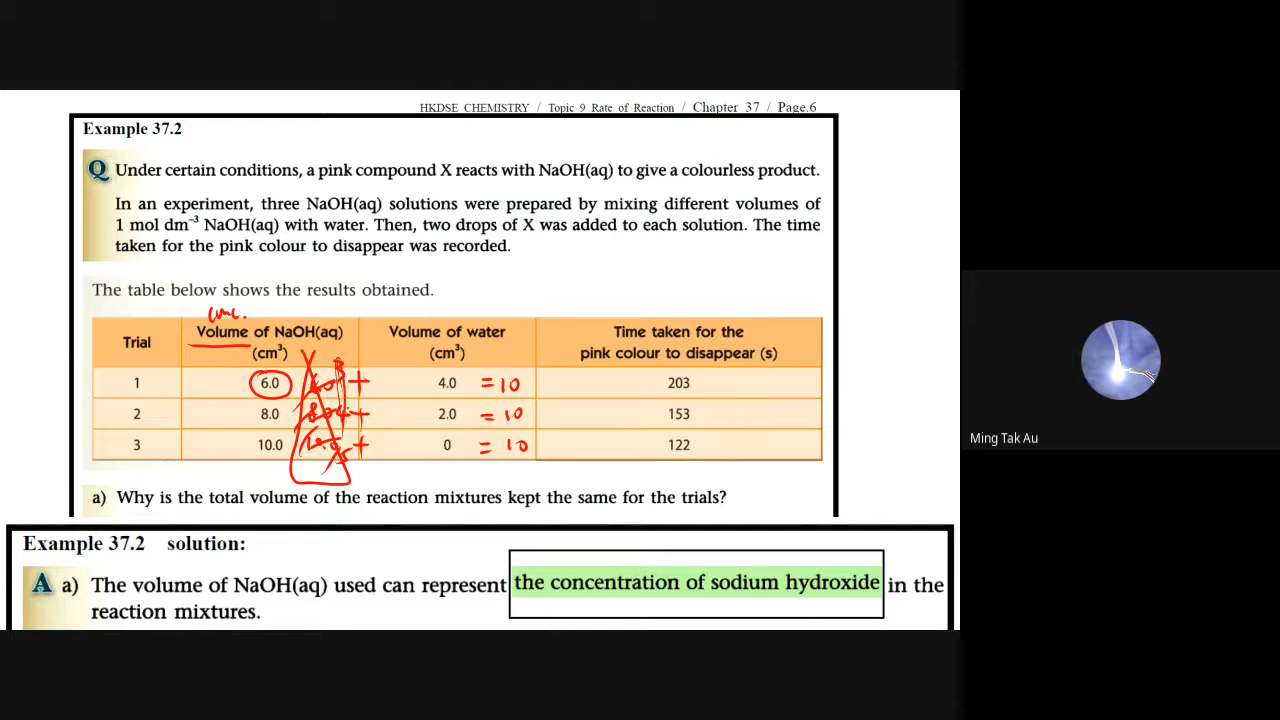 HKDSE CHEMISTRY / Topic 9 Rate of Reaction / Chapter 37 / Page.6
Example 37.2
Q Under certain conditions, a pink compound X reacts with NaOH(aq) to give a colourless product.
In an experiment, three NaOH(aq) solutions were prepared by mixing different volumes of
1 mol dm⁻³ NaOH(aq) with water. Then, two drops of X was added to each solution. The time
taken for the pink colour to disappear was recorded.
The table below shows the results obtained.
conc.
Trial Volume of NaOH(aq) (cm³) Volume of water (cm³) Time taken for the pink colour to disappear (s)
1 6.0 + 4.0 = 10 203
2 8.0 + 2.0 = 10 153
3 10.0 + 0 = 10 122
a) Why is the total volume of the reaction mixtures kept the same for the trials?
Example 37.2 solution:
A a) The volume of NaOH(aq) used can represent the concentration of sodium hydroxide in the
reaction mixtures.
Ming Tak Au